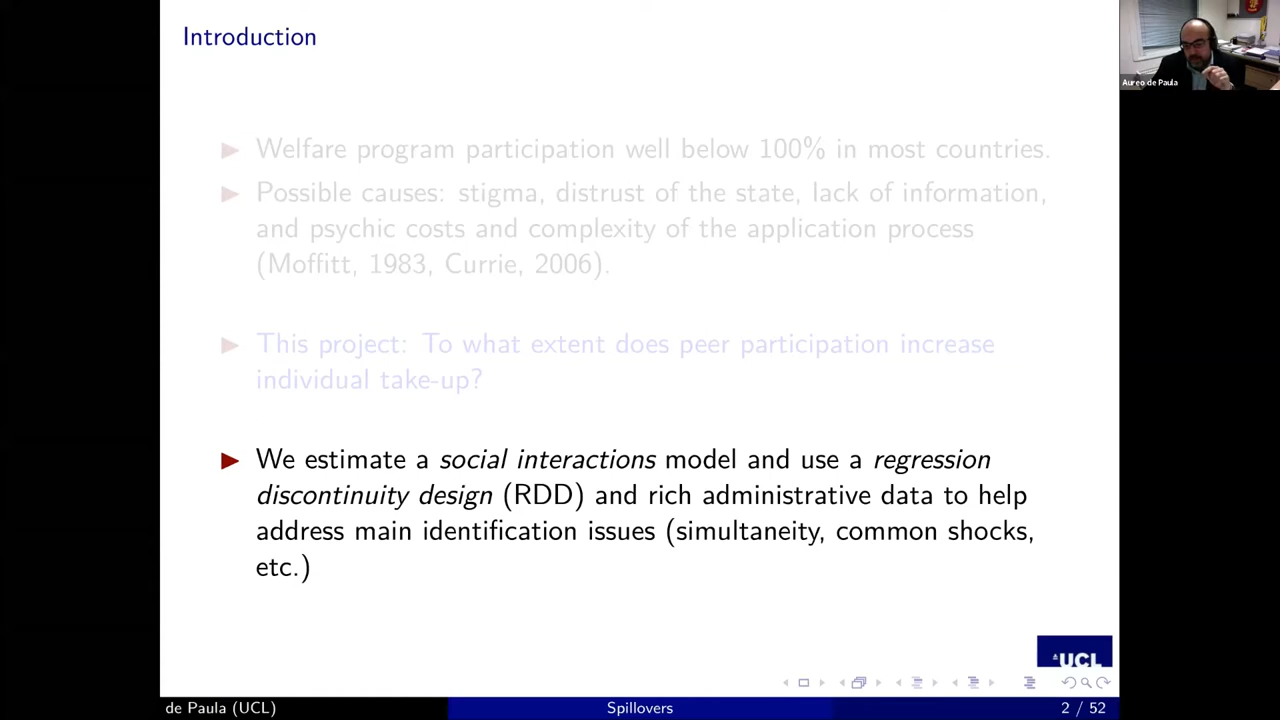 Introduction
Aureo de Paula
Welfare program participation well below 100% in most countries.
Possible causes: stigma, distrust of the state, lack of information,
and psychic costs and complexity of the application process
(Moffitt, 1983, Currie, 2006).
This project: To what extent does peer participation increase
individual take-up?
We estimate a social interactions model and use a regression
discontinuity design (RDD) and rich administrative data to help
address main identification issues (simultaneity, common shocks,
etc.)
UCL
de Paula (UCL)
Spillovers
2 / 52